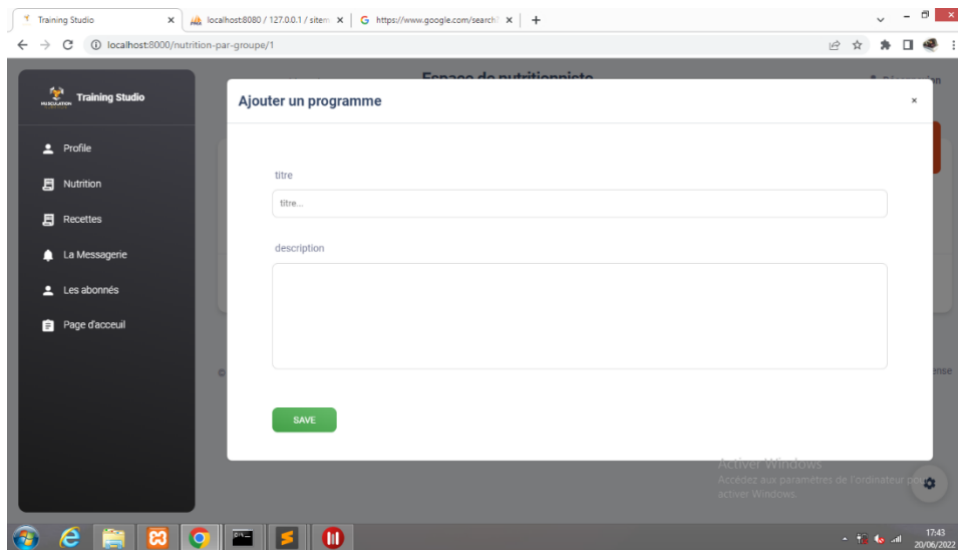 Training Studio
localhost:8080 / 127.0.0.1 / sitem
https://www.google.com/search?
localhost:8000/nutrition-par-groupe/1
Espace de nutritionniste
MUSCULATION
Training Studio
Ajouter un programme
×
Profile
Nutrition
Recettes
La Messagerie
Les abonnés
Page d'acceuil
titre
titre...
description
©
SAVE
Activer Windows
Accédez aux paramètres de l'ordinateur pour
activer Windows.
17:43
20/06/2022